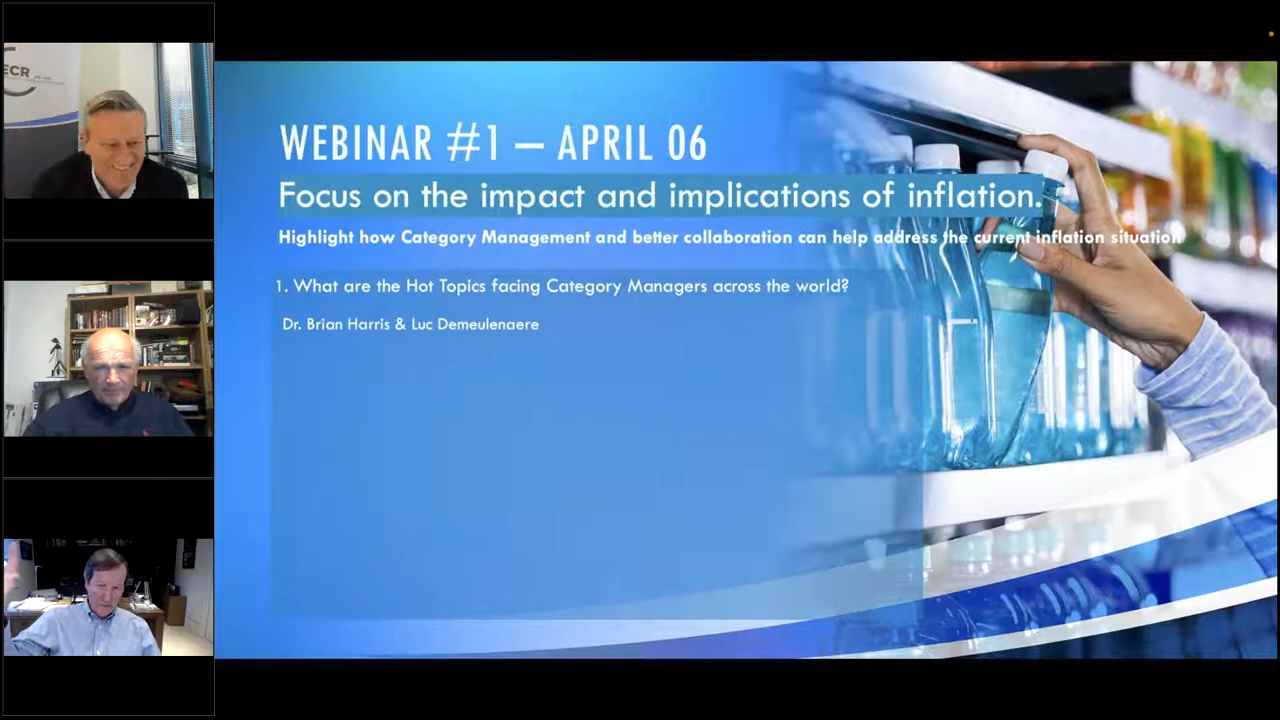 ECR
WEBINAR #1 – APRIL 06
Focus on the impact and implications of inflation.
Highlight how Category Management and better collaboration can help address the current inflation situation
1. What are the Hot Topics facing Category Managers across the world?
Dr. Brian Harris & Luc Demeulenaere